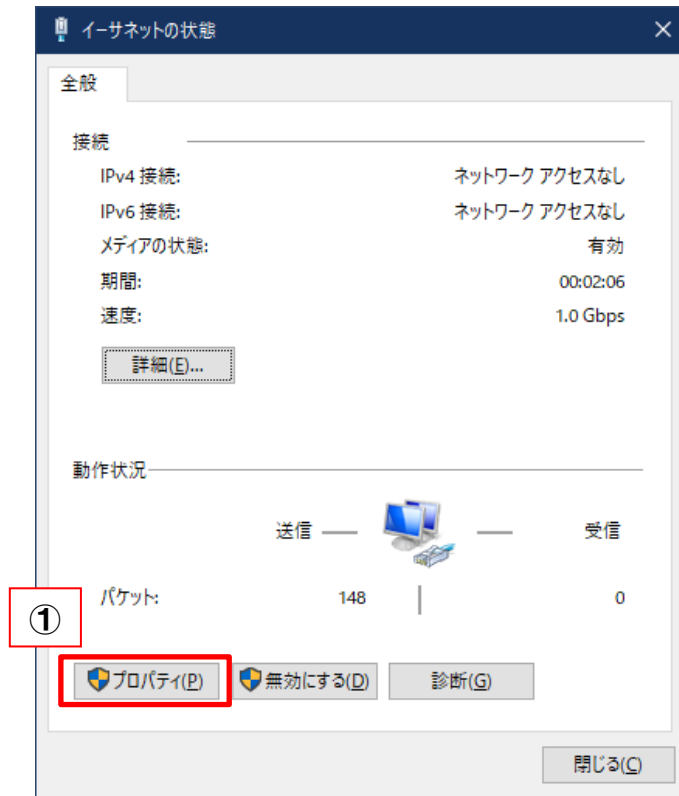 イーサネットの状態
全般
接続
IPv4 接続: ネットワーク アクセスなし
IPv6 接続: ネットワーク アクセスなし
メディアの状態: 有効
期間: 00:02:06
速度: 1.0 Gbps
詳細(E)...
動作状況
送信 受信
パケット: 148 0
①
プロパティ(P) 無効にする(D) 診断(G)
閉じる(C)